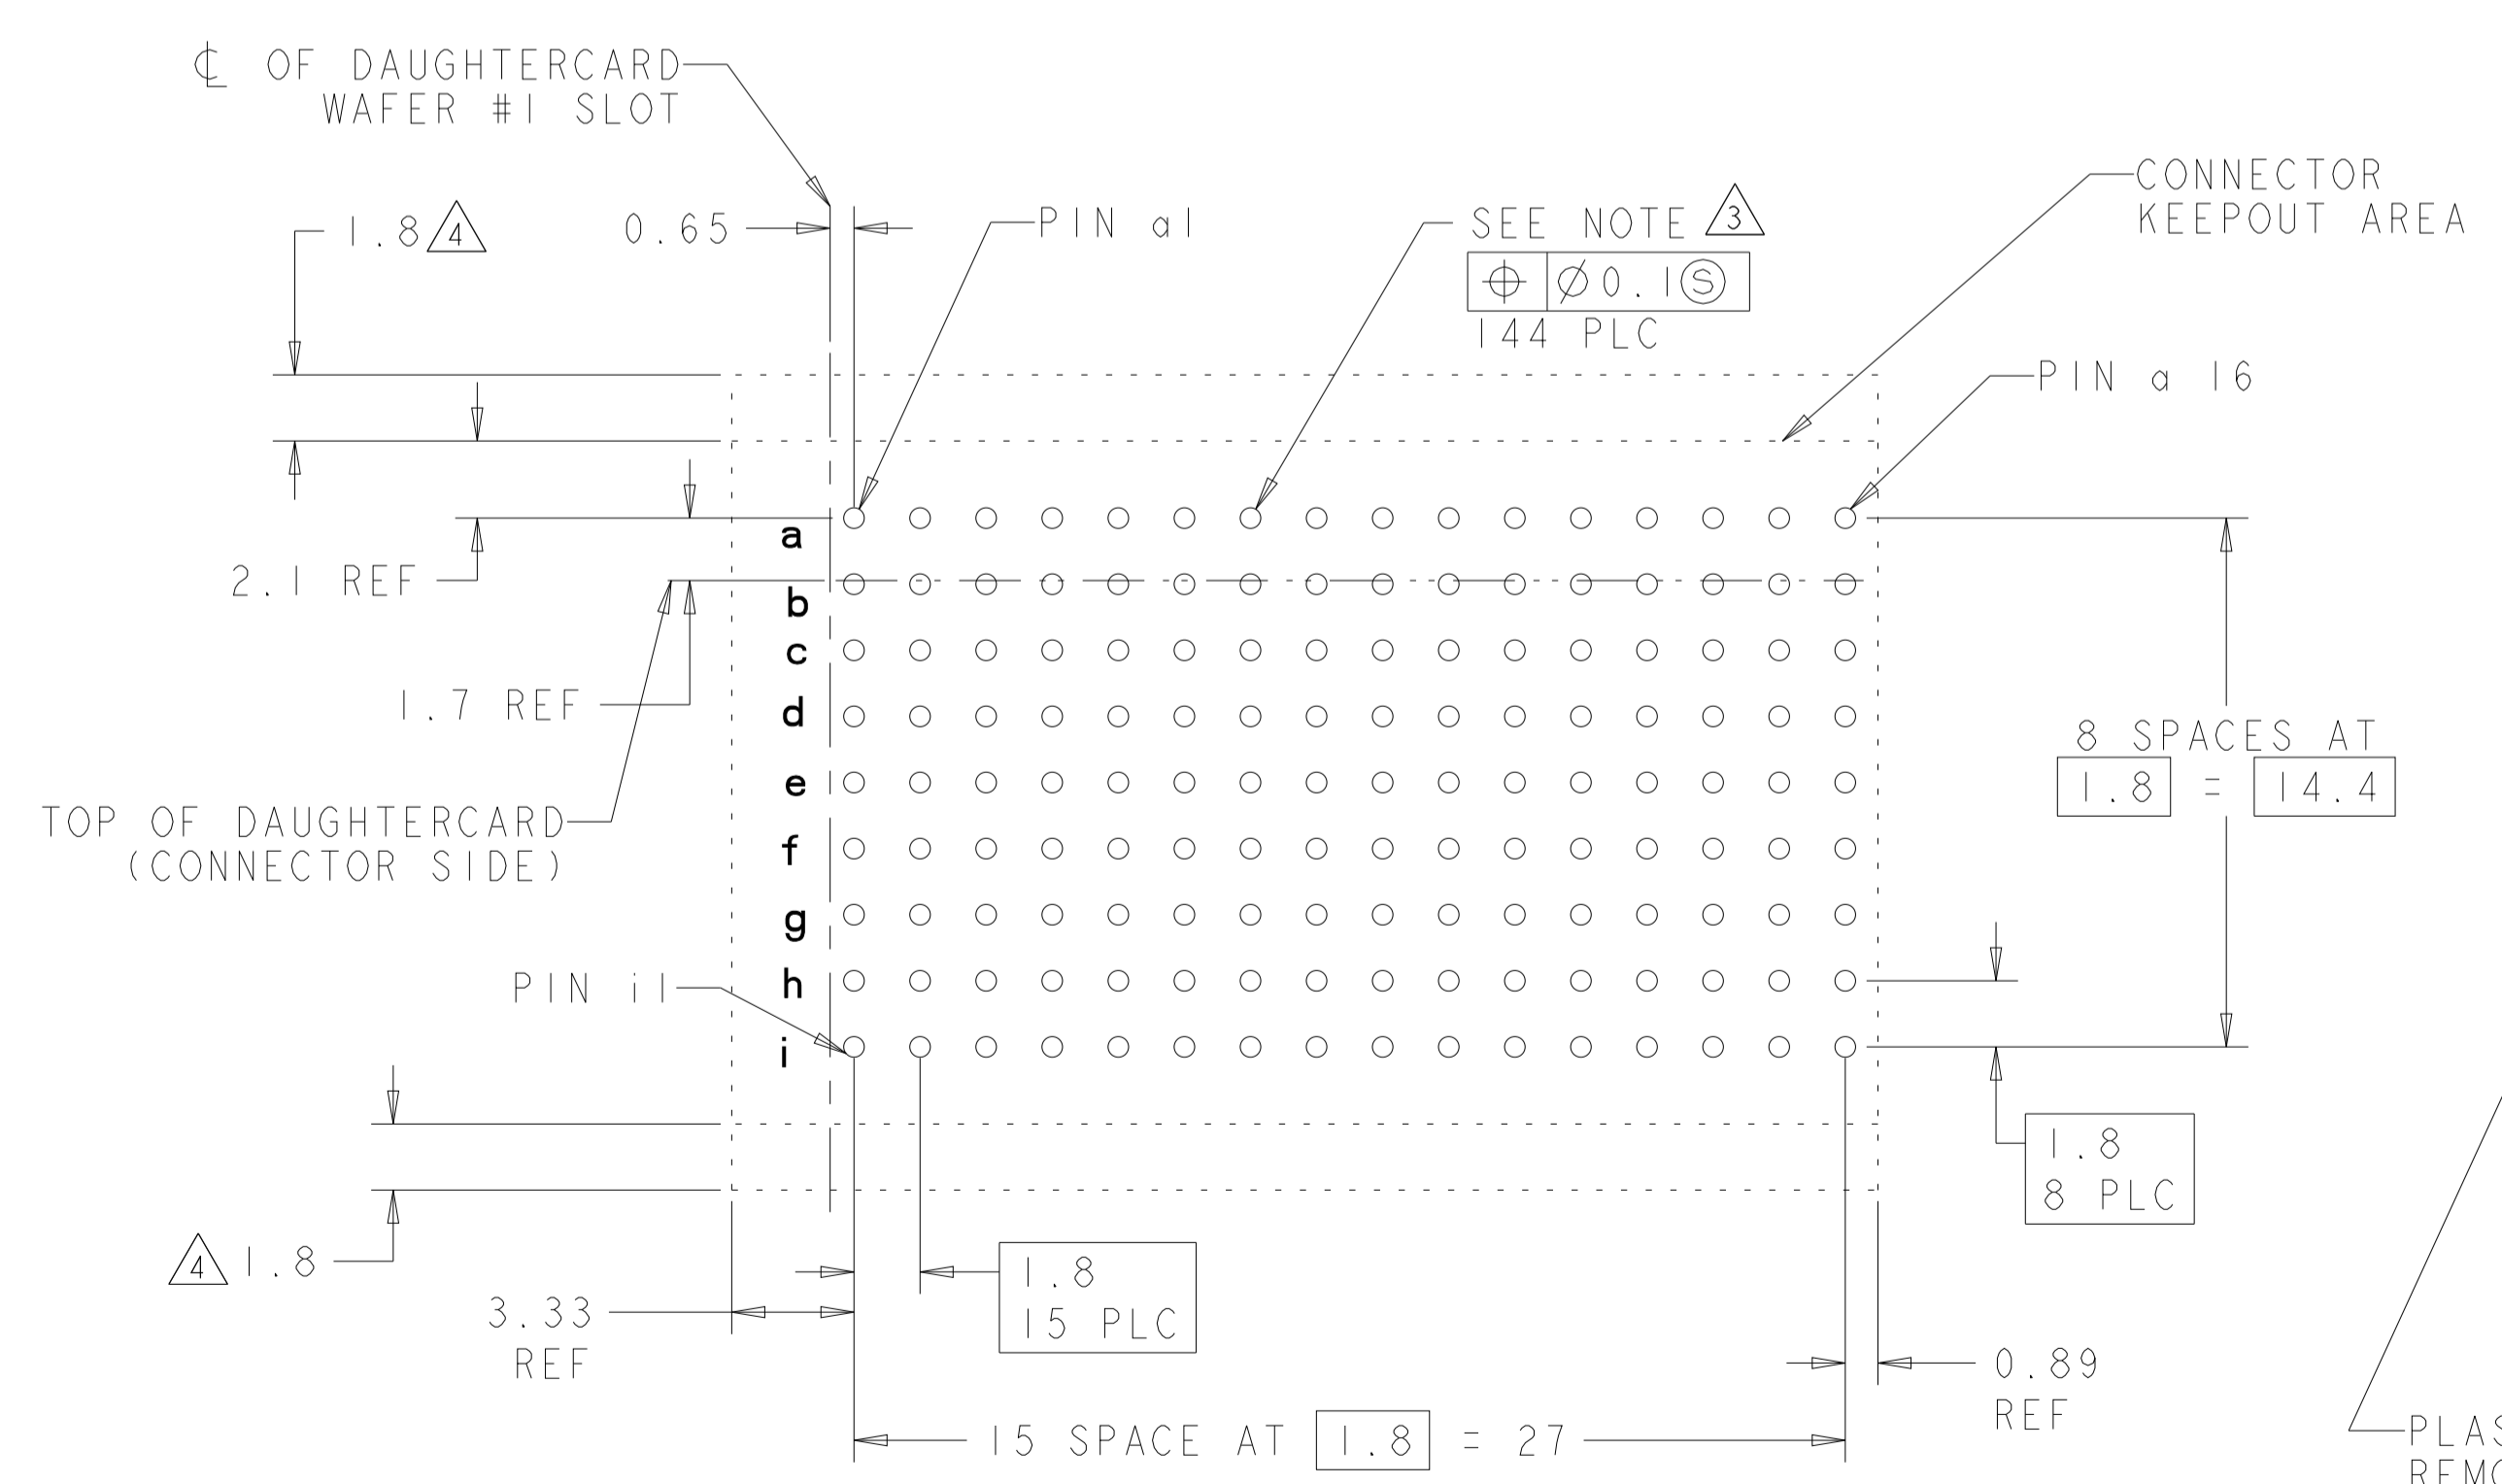 ℄ OF DAUGHTERCARD
WAFER #1 SLOT
CONNECTOR
KEEPOUT AREA
1.8 4
0.65
PIN a1
SEE NOTE 3
⌖ ⌀0.1Ⓢ
144 PLC
PIN a 16
a
2.1 REF
b
c
1.7 REF
d
8 SPACES AT
1.8 = 14.4
e
TOP OF DAUGHTERCARD
(CONNECTOR SIDE)
f
g
PIN i1
h
i
1.8
8 PLC
4 1.8
1.8
15 PLC
3.33
REF
0.89
REF
15 SPACE AT 1.8 = 27